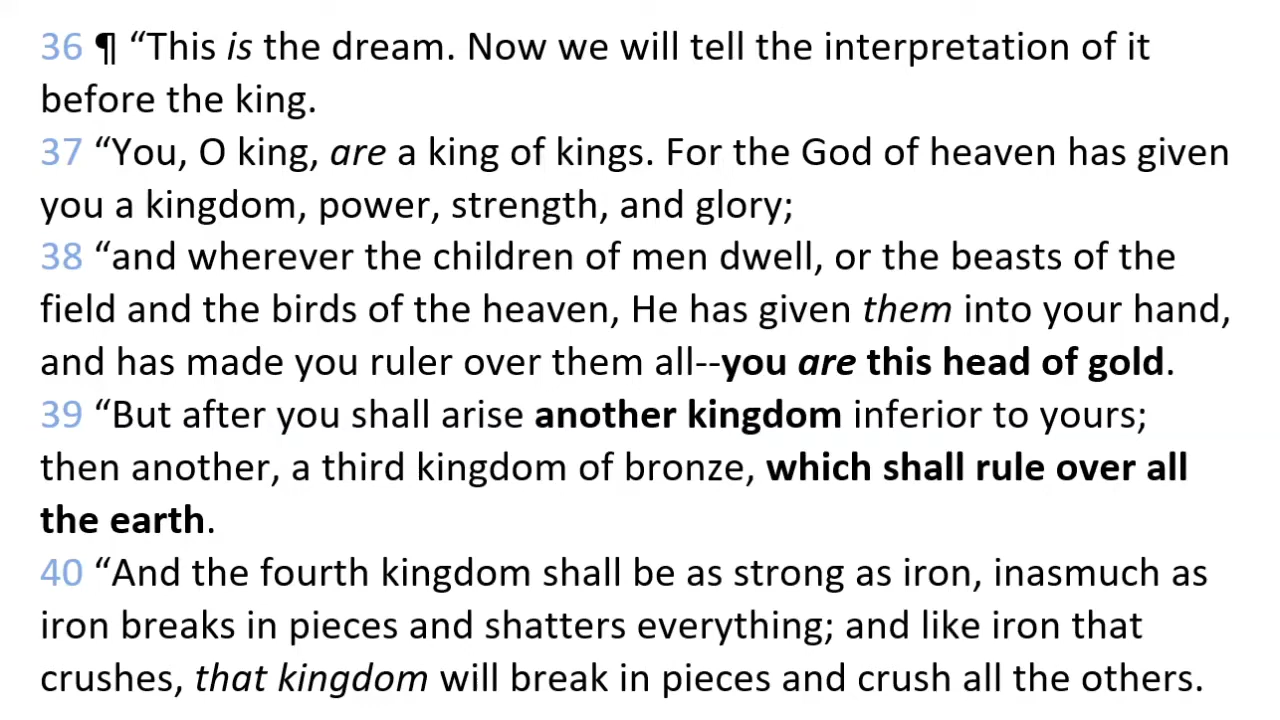 36 ¶ “This is the dream. Now we will tell the interpretation of it
before the king.
37 “You, O king, are a king of kings. For the God of heaven has given
you a kingdom, power, strength, and glory;
38 “and wherever the children of men dwell, or the beasts of the
field and the birds of the heaven, He has given them into your hand,
and has made you ruler over them all--you are this head of gold.
39 “But after you shall arise another kingdom inferior to yours;
then another, a third kingdom of bronze, which shall rule over all
the earth.
40 “And the fourth kingdom shall be as strong as iron, inasmuch as
iron breaks in pieces and shatters everything; and like iron that
crushes, that kingdom will break in pieces and crush all the others.